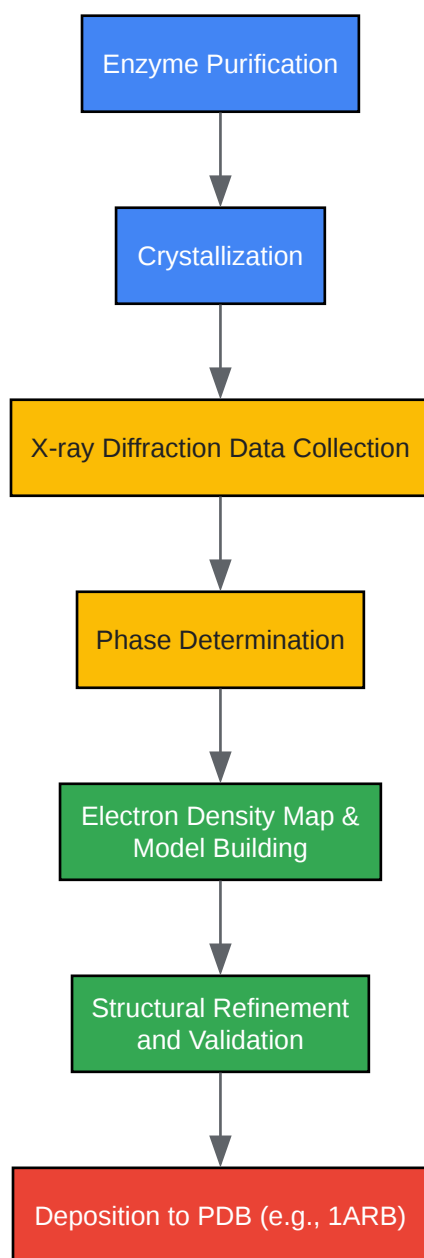 Enzyme Purification
Crystallization
X-ray Diffraction Data Collection
Phase Determination
Electron Density Map &
Model Building
Structural Refinement
and Validation
Deposition to PDB (e.g., 1ARB)